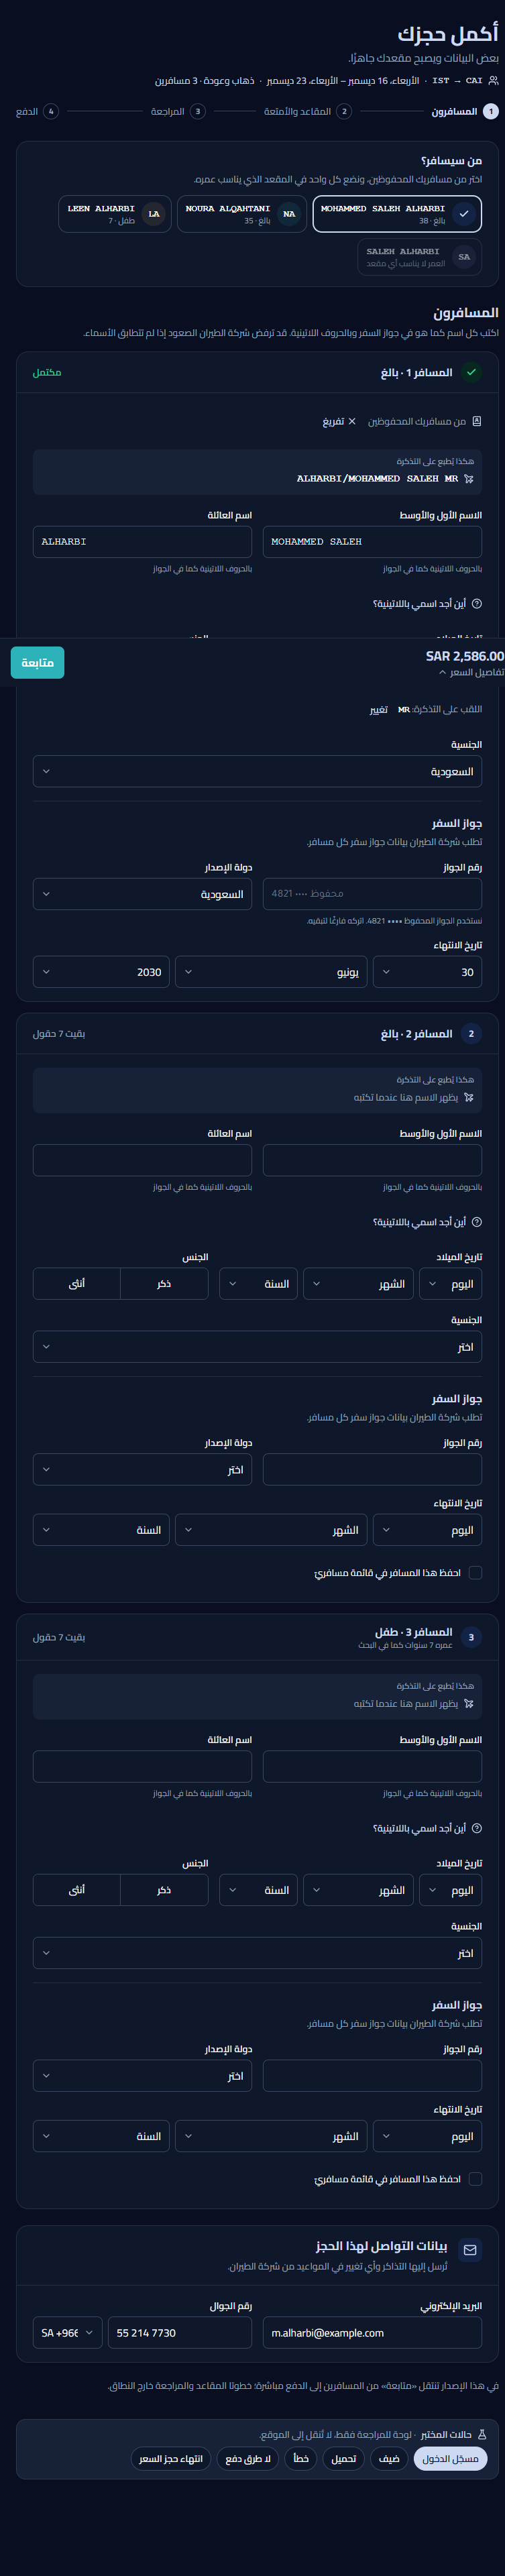 أكمل حجزك
بعض البيانات ويصبح مقعدك جاهزًا.
IST → CAI · الأربعاء، 16 ديسمبر – الأربعاء، 23 ديسمبر · ذهاب وعودة · 3 مسافرين
1 المسافرون 2 المقاعد والأمتعة 3 المراجعة 4 الدفع
من سيسافر؟
اختر من مسافريك المحفوظين، ونضع كل واحد في المقعد الذي يناسب عمره.
MOHAMMED SALEH ALHARBI
بالغ · 38
NA NOURA ALQAHTANI
بالغ · 35
LA LEEN ALHARBI
طفل · 7
SA SALEH ALHARBI
العمر لا يناسب أي مقعد
المسافرون
اكتب كل اسم كما هو في جواز السفر وبالحروف اللاتينية. قد ترفض شركة الطيران الصعود إذا لم تتطابق الأسماء.
المسافر 1 · بالغ
مكتمل
من مسافريك المحفوظين
تفريغ
هكذا يُطبع على التذكرة
ALHARBI/MOHAMMED SALEH MR
الاسم الأول والأوسط
اسم العائلة
MOHAMMED SALEH
ALHARBI
بالحروف اللاتينية كما في الجواز
بالحروف اللاتينية كما في الجواز
أين أجد اسمي باللاتينية؟
SAR 2,586.00
تفاصيل السعر
متابعة
اللقب على التذكرة: MR تغيير
الجنسية
السعودية
جواز السفر
تطلب شركة الطيران بيانات جواز سفر كل مسافر.
رقم الجواز
دولة الإصدار
محفوظ •••• 4821
السعودية
نستخدم الجواز المحفوظ •••• 4821. اتركه فارغًا لتبقيه.
تاريخ الانتهاء
30 يونيو 2030
2 المسافر 2 · بالغ
بقيت 7 حقول
هكذا يُطبع على التذكرة
يظهر الاسم هنا عندما تكتبه
الاسم الأول والأوسط
اسم العائلة
بالحروف اللاتينية كما في الجواز
بالحروف اللاتينية كما في الجواز
أين أجد اسمي باللاتينية؟
تاريخ الميلاد
الجنس
اليوم الشهر السنة ذكر أنثى
الجنسية
اختر
جواز السفر
تطلب شركة الطيران بيانات جواز سفر كل مسافر.
رقم الجواز
دولة الإصدار
اختر
تاريخ الانتهاء
اليوم الشهر السنة
احفظ هذا المسافر في قائمة مسافريّ
3 المسافر 3 · طفل
عمره 7 سنوات كما في البحث
بقيت 7 حقول
هكذا يُطبع على التذكرة
يظهر الاسم هنا عندما تكتبه
الاسم الأول والأوسط
اسم العائلة
بالحروف اللاتينية كما في الجواز
بالحروف اللاتينية كما في الجواز
أين أجد اسمي باللاتينية؟
تاريخ الميلاد
الجنس
اليوم الشهر السنة ذكر أنثى
الجنسية
اختر
جواز السفر
تطلب شركة الطيران بيانات جواز سفر كل مسافر.
رقم الجواز
دولة الإصدار
اختر
تاريخ الانتهاء
اليوم الشهر السنة
احفظ هذا المسافر في قائمة مسافريّ
بيانات التواصل لهذا الحجز
تُرسل إليها التذاكر وأي تغيير في المواعيد من شركة الطيران.
البريد الإلكتروني
رقم الجوال
m.alharbi@example.com
55 214 7730
SA +966
في هذا الإصدار تنتقل «متابعة» من المسافرين إلى الدفع مباشرة؛ خطوتا المقاعد والمراجعة خارج النطاق.
حالات المختبر · لوحة للمراجعة فقط، لا تُنقل إلى الموقع.
مسجّل الدخول ضيف تحميل خطأ لا طرق دفع انتهاء حجز السعر